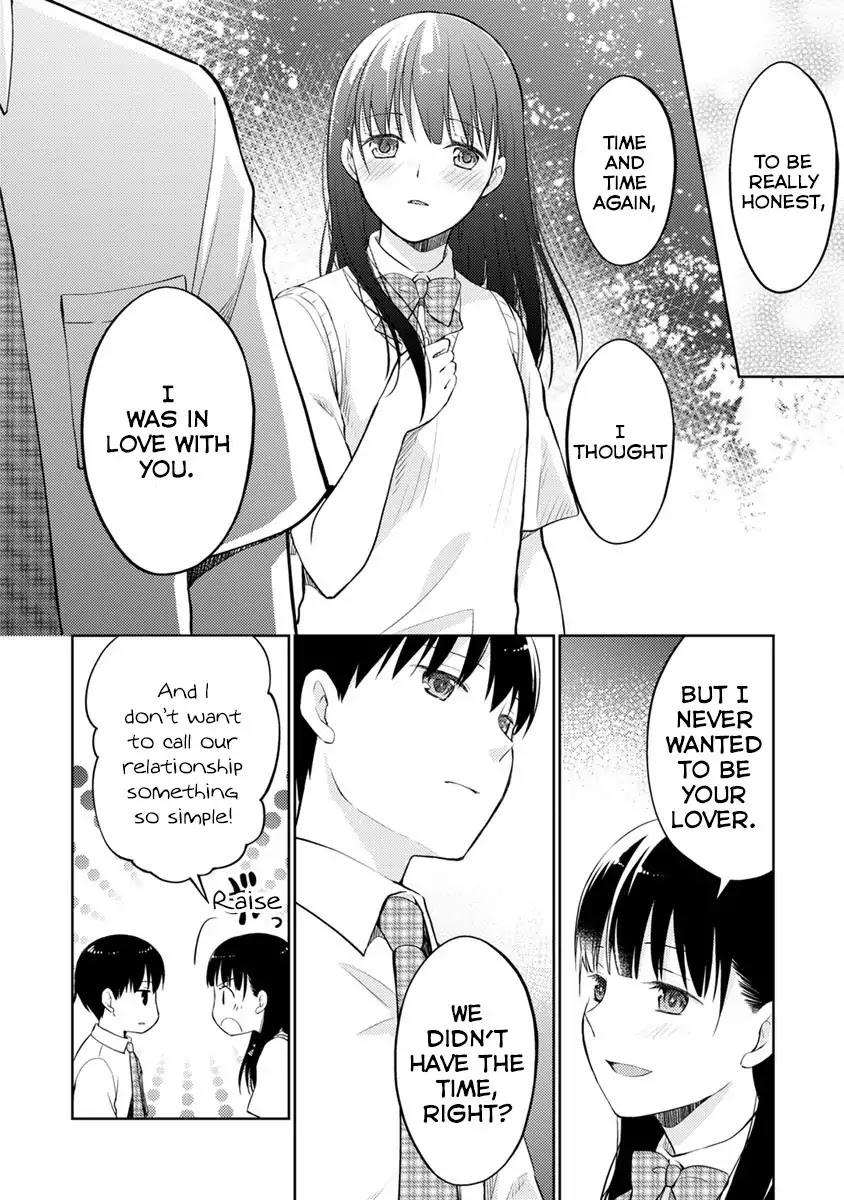 TO BE
REALLY
HONEST,
TIME
AND
TIME
AGAIN,
I
THOUGHT
I
WAS IN
LOVE WITH
YOU.
BUT I
NEVER
WANTED
TO BE
YOUR
LOVER.
WE
DIDN'T
HAVE THE
TIME,
RIGHT?
And I
don't want
to call our
relationship
something
so simple!
Raise